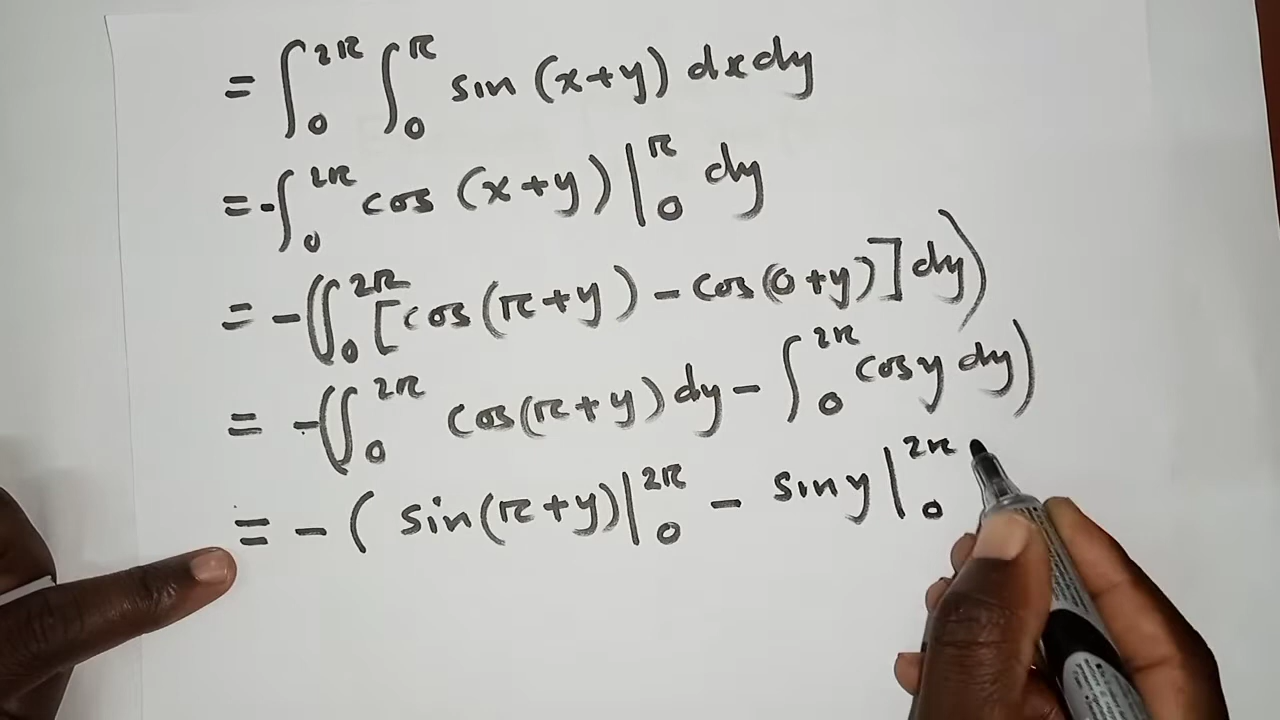 = ∫₀^{2π} ∫₀^{π} sin (x+y) dx dy
= -∫₀^{2π} cos (x+y) |₀^{π} dy
= -(∫₀^{2π} [cos(π+y) - cos(0+y)] dy)
= -(∫₀^{2π} cos(π+y) dy - ∫₀^{2π} cos y dy)
= - ( sin(π+y) |₀^{2π} - sin y |₀^{2π}